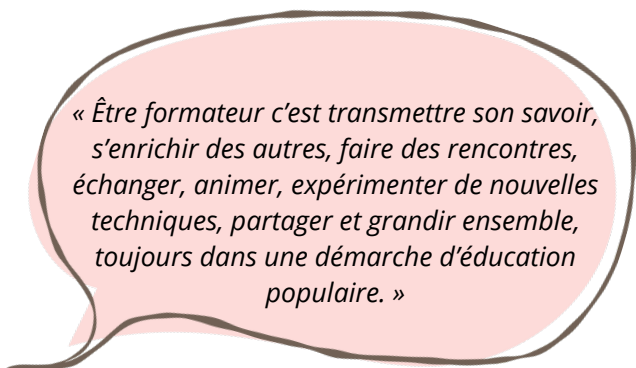 « Être formateur c’est transmettre son savoir,
s’enrichir des autres, faire des rencontres,
échanger, animer, expérimenter de nouvelles
techniques, partager et grandir ensemble,
toujours dans une démarche d’éducation
populaire. »